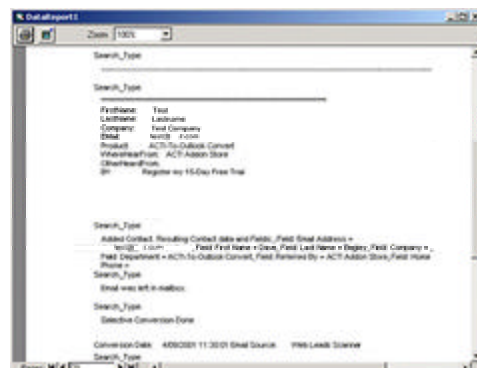 DataReport1
Zoom 100%
Search_Type
Search_Type
FirstName: Test
LastName: Lastname
Company: Test Company
Email: .com
Product: ACT!-To-Outlook Convert
WhereHearFrom: ACT! Addon Store
OtherHeardFrom:
BY: Register my 15-Day Free Trial
Search_Type
Added Contact. Resulting Contact data and Fields: ,Field: Email Address =
,Field: First Name = Dave, Field: Last Name = Begley, Field: Company = ,
Field: Department = ACT!-To-Outlook Convert, Field: Referred By = ACT! Addon Store, Field: Home
Phone =
Search_Type
Email was left in mailbox.
Search_Type
Selective Conversion Done
Conversion Date: 11:30:01 Email Source: Web Leads Scanner
Search_Type
Pages: